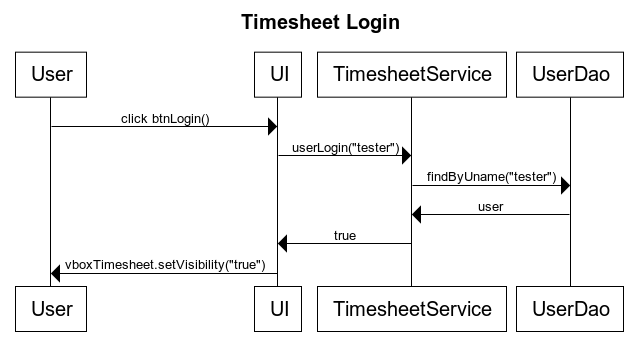 Timesheet Login
User UI TimesheetService UserDao
click btnLogin()
userLogin("tester")
findByUname("tester")
user
true
vboxTimesheet.setVisibility("true")
User UI TimesheetService UserDao